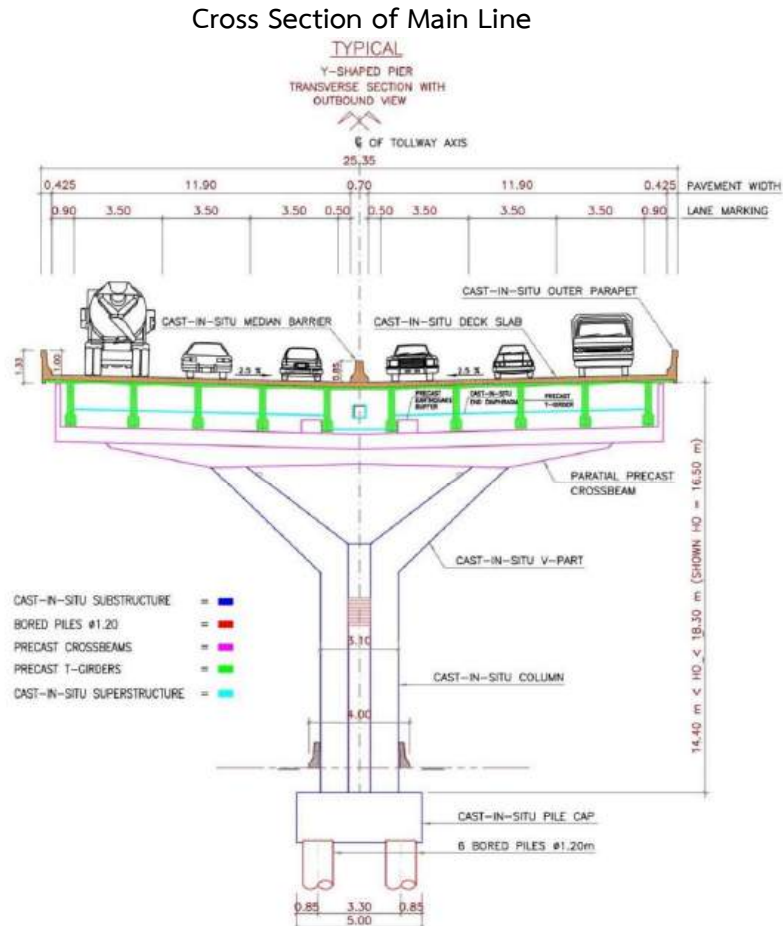 Cross Section of Main Line
TYPICAL
Y-SHAPED PIER
TRANSVERSE SECTION WITH
OUTBOUND VIEW
℄ OF TOLLWAY AXIS
25.35
0.425 11.90 0.70 11.90 0.425 PAVEMENT WIDTH
0.90 3.50 3.50 3.50 0.50 0.50 3.50 3.50 3.50 0.90 LANE MARKING
CAST-IN-SITU OUTER PARAPET
CAST-IN-SITU MEDIAN BARRIER
CAST-IN-SITU DECK SLAB
1.33
1.00
2.5 %
0.85
2.5 %
PRECAST
EARTHQUAKE
BUFFER
CAST-IN-SITU
END DIAPHRAGM
PRECAST
T-GIRDER
PARATIAL PRECAST
CROSSBEAM
14.40 m < HO < 18.30 m (SHOWN HO = 16.50 m)
CAST-IN-SITU V-PART
CAST-IN-SITU SUBSTRUCTURE =
BORED PILES ø1.20 =
PRECAST CROSSBEAMS =
PRECAST T-GIRDERS =
CAST-IN-SITU SUPERSTRUCTURE =
3.10
CAST-IN-SITU COLUMN
4.00
CAST-IN-SITU PILE CAP
6 BORED PILES ø1.20m
0.85 3.30 0.85
5.00